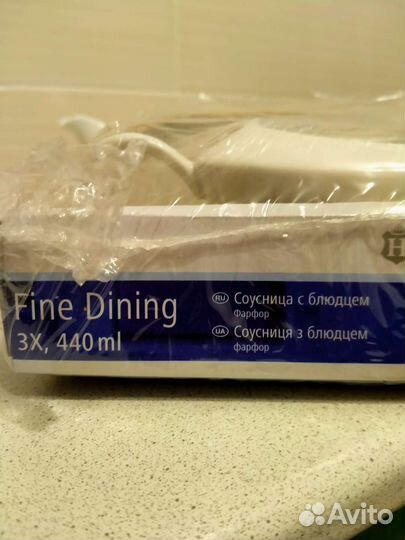 H
Fine Dining
3X, 440 ml
RU Соусница с блюдцем
Фарфор
UA Соусниця з блюдцем
фарфор
Avito